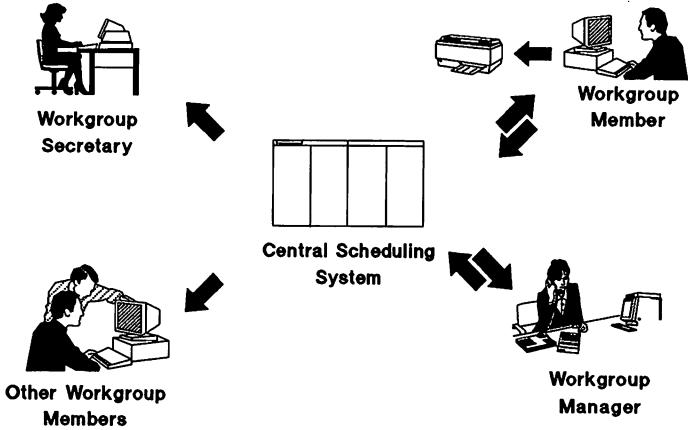 Workgroup
Secretary
Workgroup
Member
Central Scheduling
System
Other Workgroup
Members
Workgroup
Manager